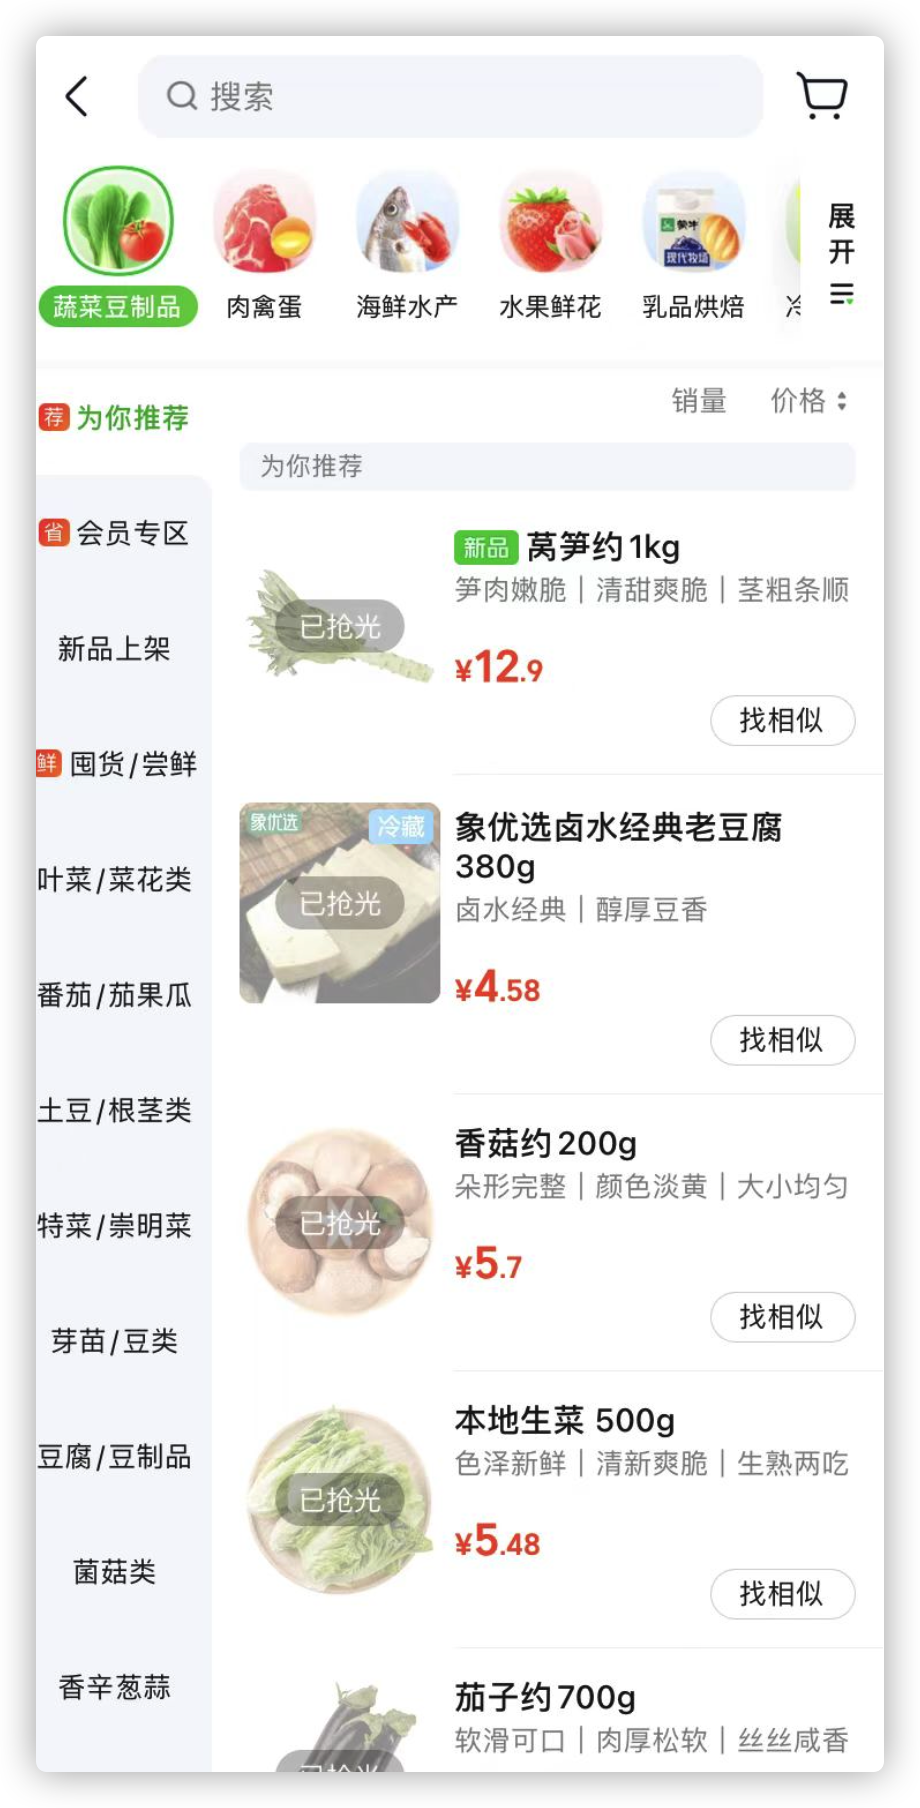 搜索
蔬菜豆制品
肉禽蛋
海鲜水产
水果鲜花
蒙牛
现代牧场
乳品烘焙
展开
荐 为你推荐
省 会员专区
新品上架
鲜 囤货/尝鲜
叶菜/菜花类
番茄/茄果瓜
土豆/根茎类
特菜/崇明菜
芽苗/豆类
豆腐/豆制品
菌菇类
香辛葱蒜
销量 价格
为你推荐
新品 莴笋约1kg
笋肉嫩脆｜清甜爽脆｜茎粗条顺
已抢光
¥12.9
找相似
象优选
冷藏
象优选卤水经典老豆腐
380g
卤水经典｜醇厚豆香
已抢光
¥4.58
找相似
香菇约200g
朵形完整｜颜色淡黄｜大小均匀
已抢光
¥5.7
找相似
本地生菜 500g
色泽新鲜｜清新爽脆｜生熟两吃
已抢光
¥5.48
找相似
茄子约700g
软滑可口｜肉厚松软｜丝丝咸香
已抢光